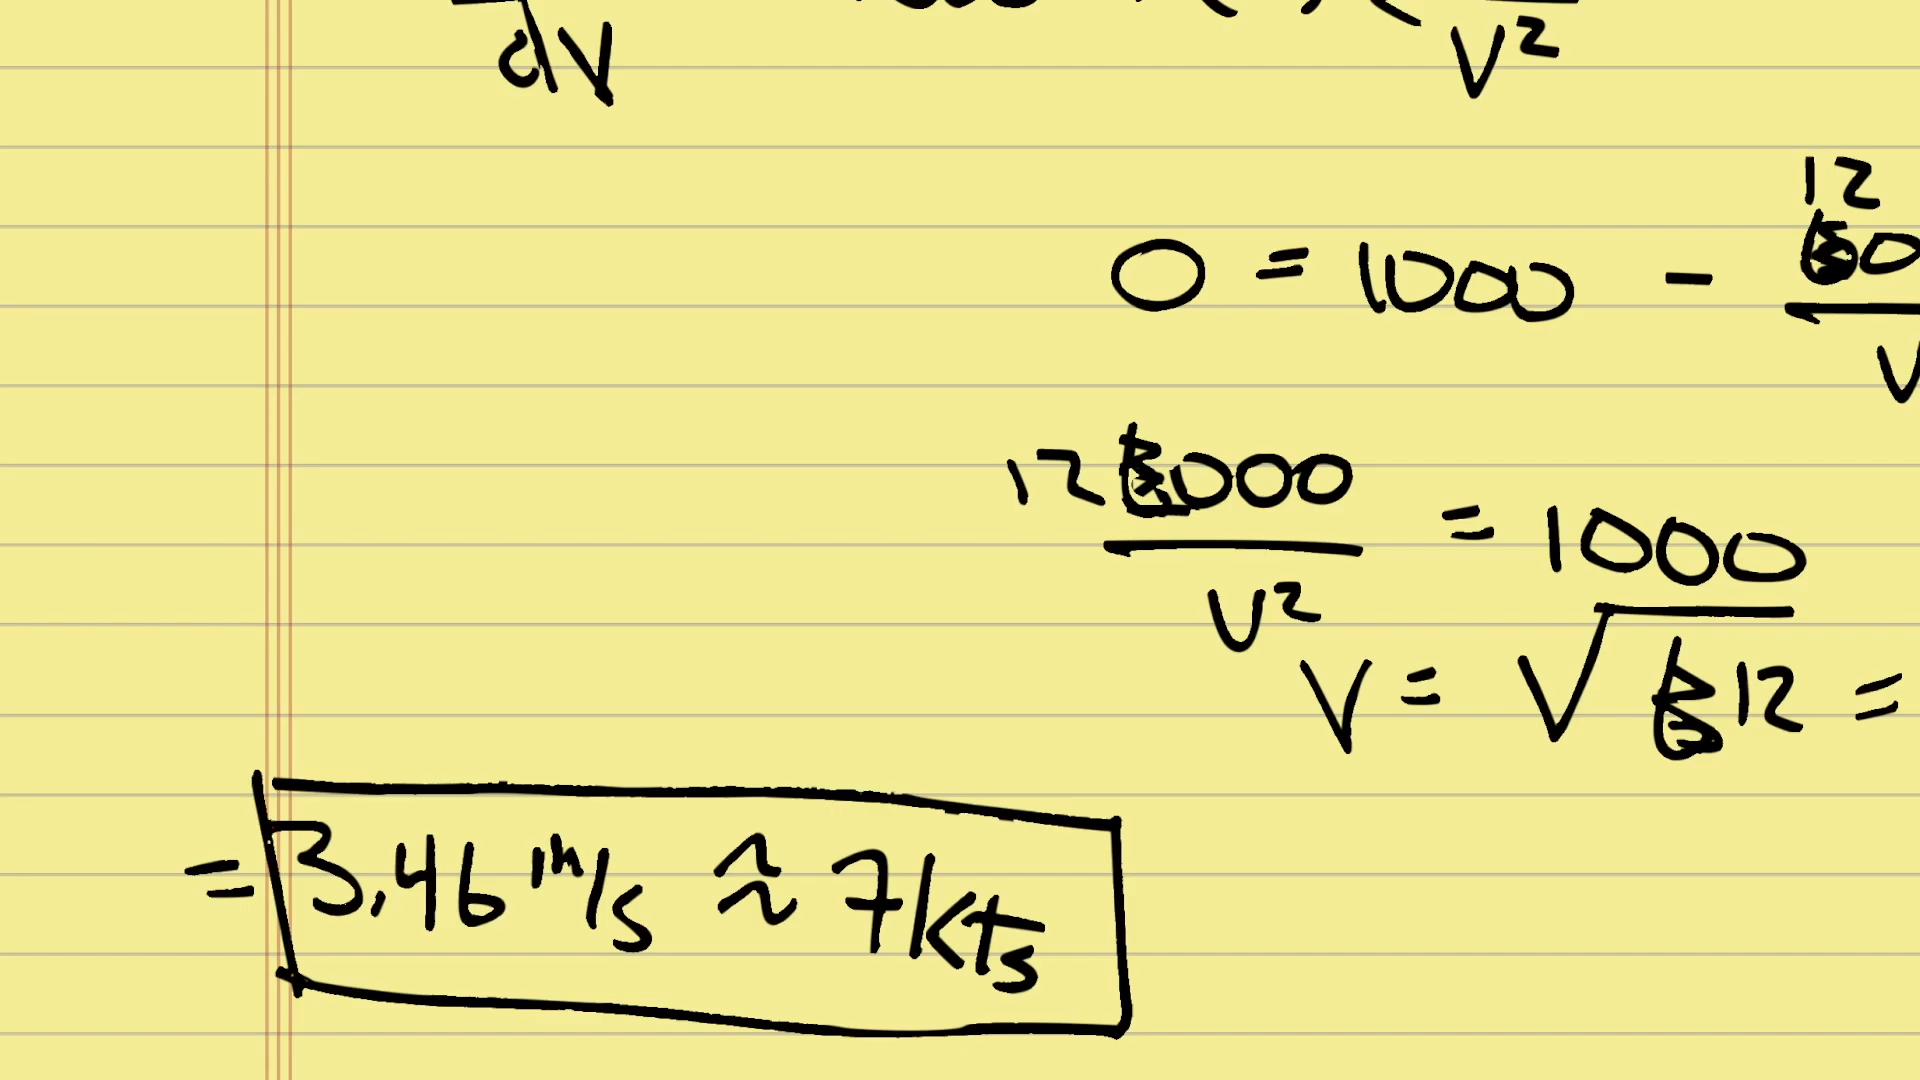 dV
V²
12
0 = 1000 -
V
12000
= 1000
V²
V = √12 =
= 3.46 m/s ≈ 7kts